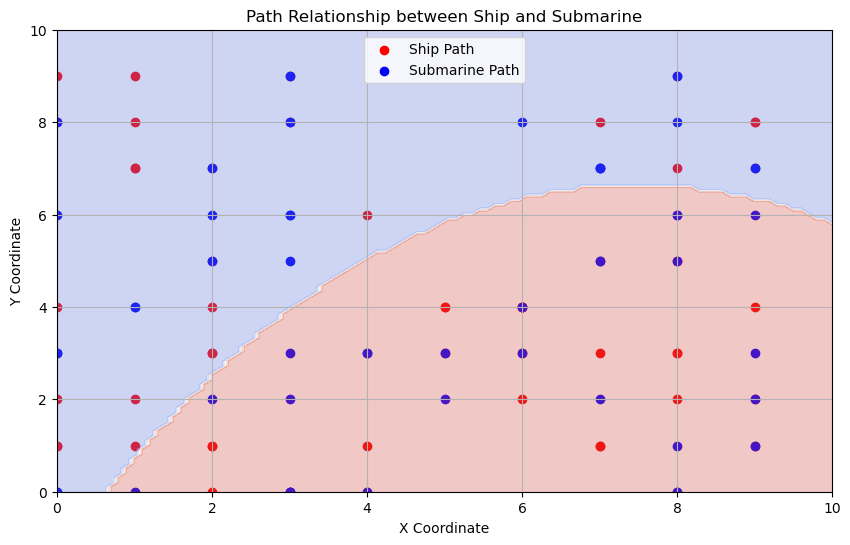 Path Relationship between Ship and Submarine
Ship Path
Submarine Path
Y Coordinate
10
8
6
4
2
0
0 2 4 6 8 10
X Coordinate